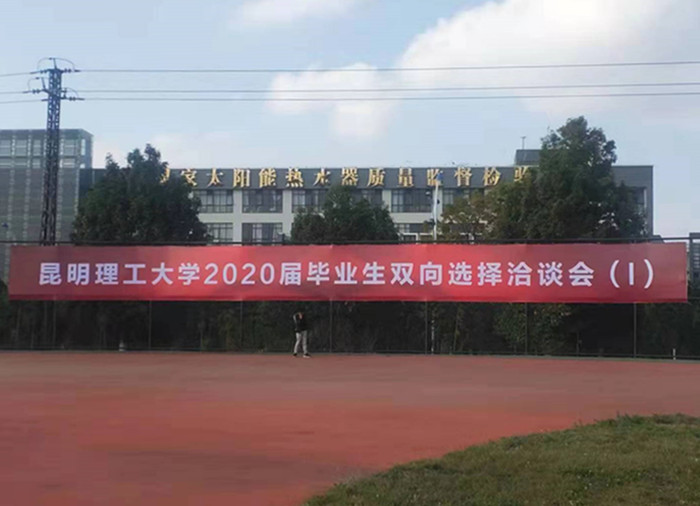 家太阳能热水器质量监督检验
昆明理工大学2020届毕业生双向选择洽谈会（I）